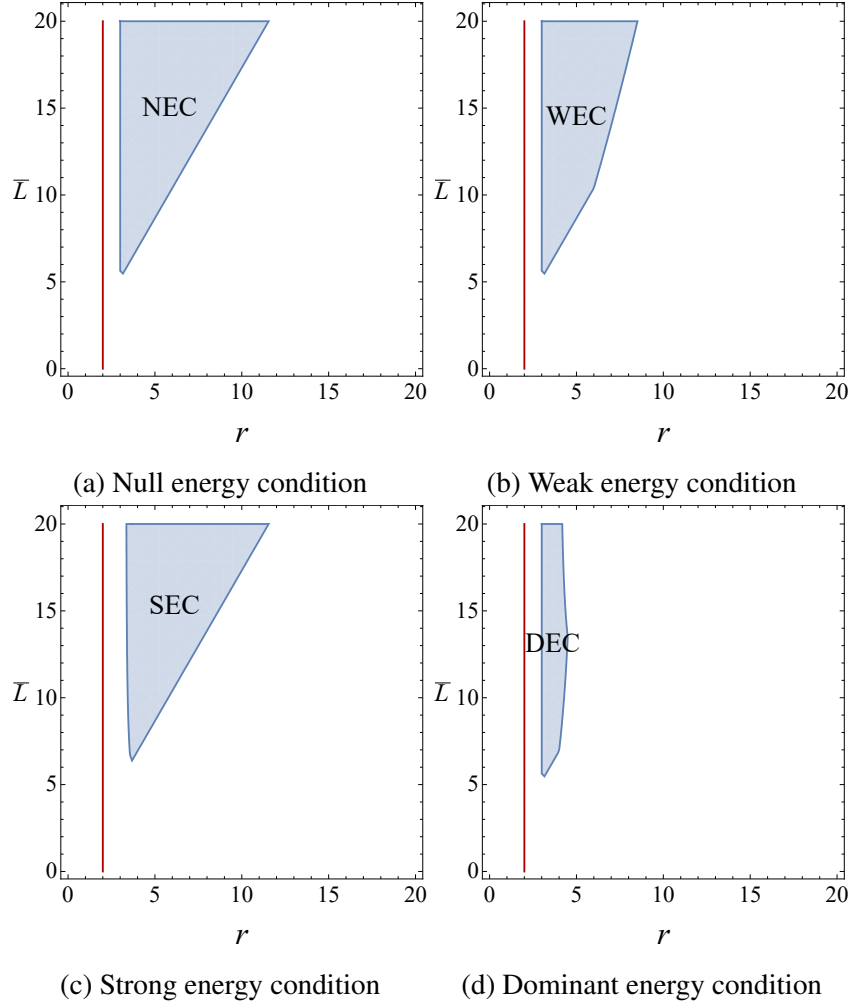 20
15
10
5
0
L̅
NEC
0 5 10 15 20
r
(a) Null energy condition
20
15
10
5
0
L̅
WEC
0 5 10 15 20
r
(b) Weak energy condition
20
15
10
5
0
L̅
SEC
0 5 10 15 20
r
(c) Strong energy condition
20
15
10
5
0
L̅
DEC
0 5 10 15 20
r
(d) Dominant energy condition